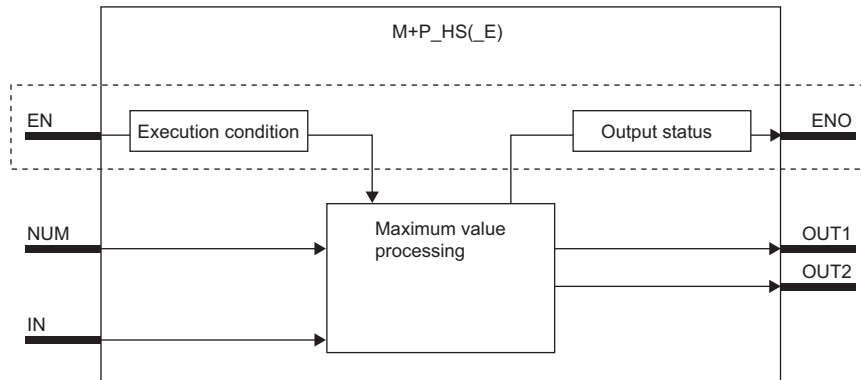 M+P_HS(_E)
EN
Execution condition
Output status
ENO
NUM
Maximum value
processing
OUT1
OUT2
IN